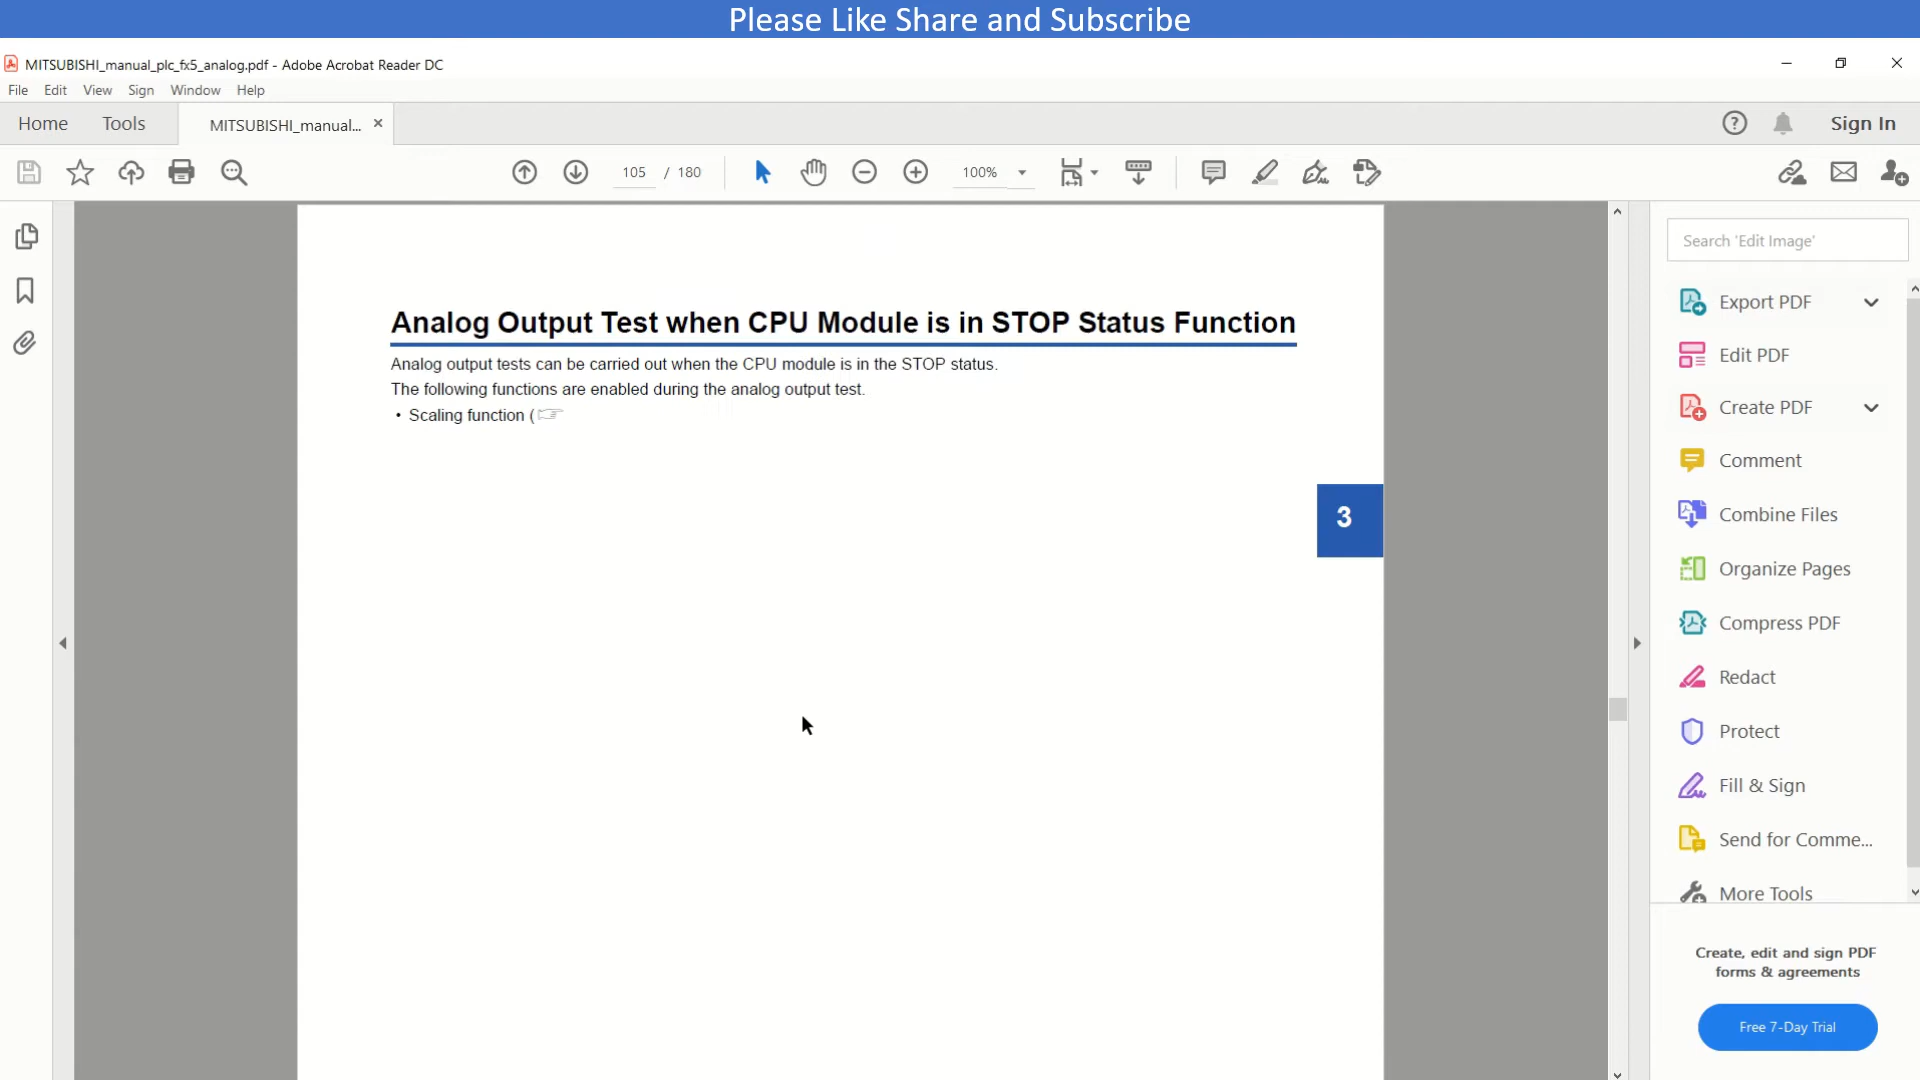 Please Like Share and Subscribe
MITSUBISHI_manual_plc_fx5_analog.pdf - Adobe Acrobat Reader DC
File Edit View Sign Window Help
Home Tools MITSUBISHI_manual... Sign In
105 / 180 100%
Search 'Edit Image'
Analog Output Test when CPU Module is in STOP Status Function
Analog output tests can be carried out when the CPU module is in the STOP status.
The following functions are enabled during the analog output test.
• Scaling function (☞
3
Export PDF
Edit PDF
Create PDF
Comment
Combine Files
Organize Pages
Compress PDF
Redact
Protect
Fill & Sign
Send for Comme...
More Tools
Create, edit and sign PDF
forms & agreements
Free 7-Day Trial